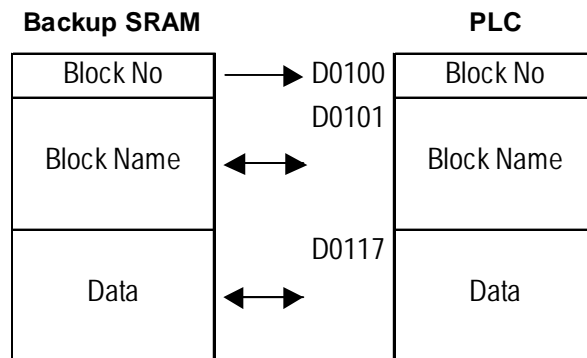 Backup SRAM PLC
Block No D0100 Block No
D0101
Block Name Block Name
D0117
Data Data